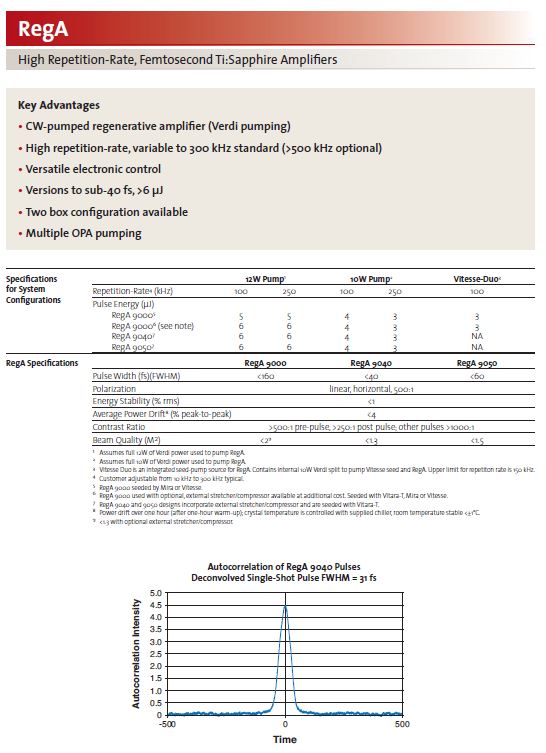 RegA
High Repetition-Rate, Femtosecond Ti:Sapphire Amplifiers
Key Advantages
• CW-pumped regenerative amplifier (Verdi pumping)
• High repetition-rate, variable to 300 kHz standard (>500 kHz optional)
• Versatile electronic control
• Versions to sub-40 fs, >6 µJ
• Two box configuration available
• Multiple OPA pumping
Specifications for System Configurations
12W Pump¹ 10W Pump² Vitesse-Duo³
Repetition-Rate⁴ (kHz) 100 250 100 250 100
Pulse Energy (µJ)
RegA 9000⁵ 5 5 4 3 3
RegA 9000⁶ (see note) 6 6 4 3 3
RegA 9040⁷ 6 6 4 3 NA
RegA 9050⁷ 6 6 4 3 NA
RegA Specifications RegA 9000 RegA 9040 RegA 9050
Pulse Width (fs)(FWHM) <160 <40 <60
Polarization linear, horizontal, 500:1
Energy Stability (% rms) <1
Average Power Drift⁸ (% peak-to-peak) <4
Contrast Ratio >500:1 pre-pulse, >250:1 post pulse; other pulses >1000:1
Beam Quality (M²) <2⁹ <1.3 <1.5
¹ Assumes full 12W of Verdi power used to pump RegA.
² Assumes full 10W of Verdi power used to pump RegA.
³ Vitesse Duo is an integrated seed-pump source for RegA. Contains internal 10W Verdi split to pump Vitesse seed and RegA. Upper limit for repetiton rate is 150 kHz.
⁴ Customer adjustable from 10 kHz to 300 kHz typical.
⁵ RegA 9000 seeded by Mira or Vitesse.
⁶ RegA 9000 used with optional, external stretcher/compressor available at additional cost. Seeded with Vitara-T, Mira or Vitesse.
⁷ RegA 9040 and 9050 designs incorporate external stretcher/compressor and are seeded with Vitara-T.
⁸ Power drift over one hour (after one-hour warm-up); crystal temperature is controlled with supplied chiller, room temperature stable <±1°C.
⁹ <1.3 with optional external stretcher/compressor.
Autocorrelation of RegA 9040 Pulses
Deconvolved Single-Shot Pulse FWHM = 31 fs
Autocorrelation Intensity
5.0
4.5
4.0
3.5
3.0
2.5
2.0
1.5
1.0
0.5
0
-500 0 500
Time